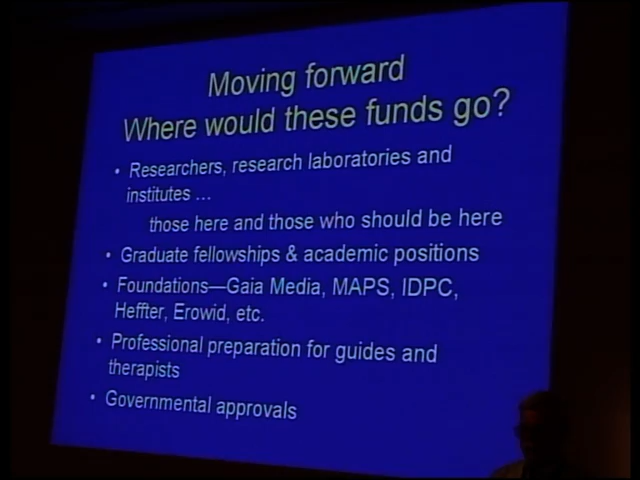 Moving forward
Where would these funds go?
• Researchers, research laboratories and
institutes ...
those here and those who should be here
• Graduate fellowships & academic positions
• Foundations—Gaia Media, MAPS, IDPC,
Heffter, Erowid, etc.
• Professional preparation for guides and
therapists
• Governmental approvals